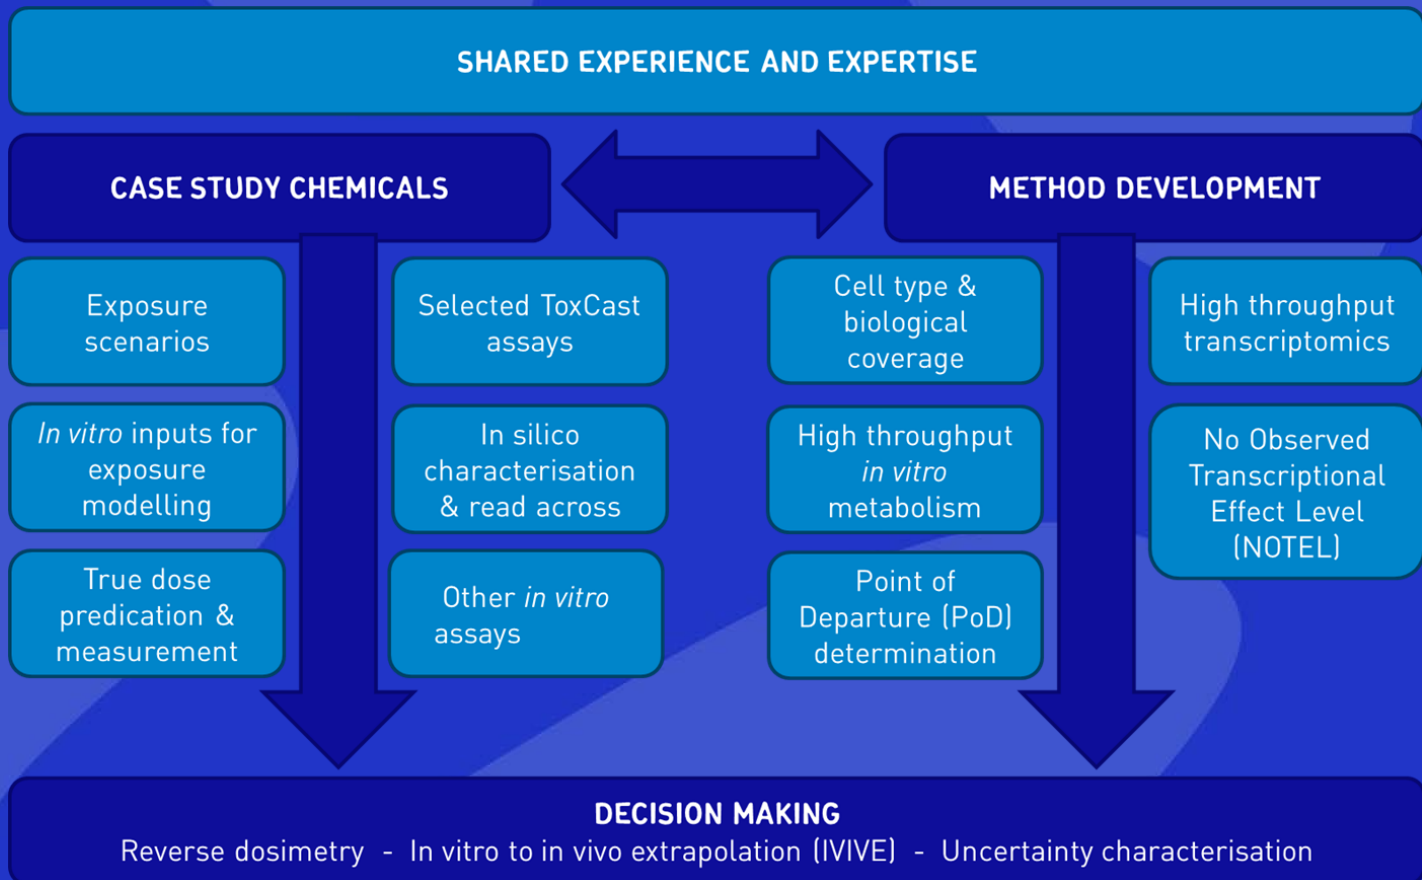 SHARED EXPERIENCE AND EXPERTISE
CASE STUDY CHEMICALS
METHOD DEVELOPMENT
Exposure
scenarios
Selected ToxCast
assays
Cell type &
biological
coverage
High throughput
transcriptomics
In vitro inputs for
exposure
modelling
In silico
characterisation
& read across
High throughput
in vitro
metabolism
No Observed
Transcriptional
Effect Level
(NOTEL)
True dose
predication &
measurement
Other in vitro
assays
Point of
Departure (PoD)
determination
DECISION MAKING
Reverse dosimetry - In vitro to in vivo extrapolation (IVIVE) - Uncertainty characterisation